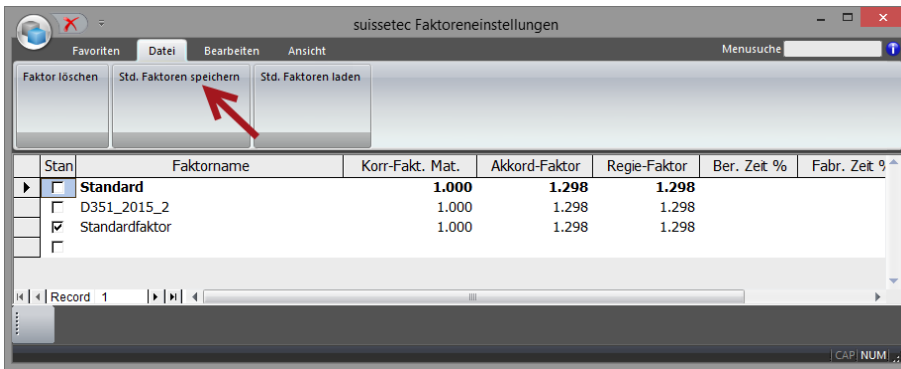 suissetec Faktoreneinstellungen
Favoriten Datei Bearbeiten Ansicht Menusuche
Faktor löschen Std. Faktoren speichern Std. Faktoren laden
Stan Faktorname Korr-Fakt. Mat. Akkord-Faktor Regie-Faktor Ber. Zeit % Fabr. Zeit %
Standard 1.000 1.298 1.298
D351_2015_2 1.000 1.298 1.298
Standardfaktor 1.000 1.298 1.298
Record 1
CAP NUM